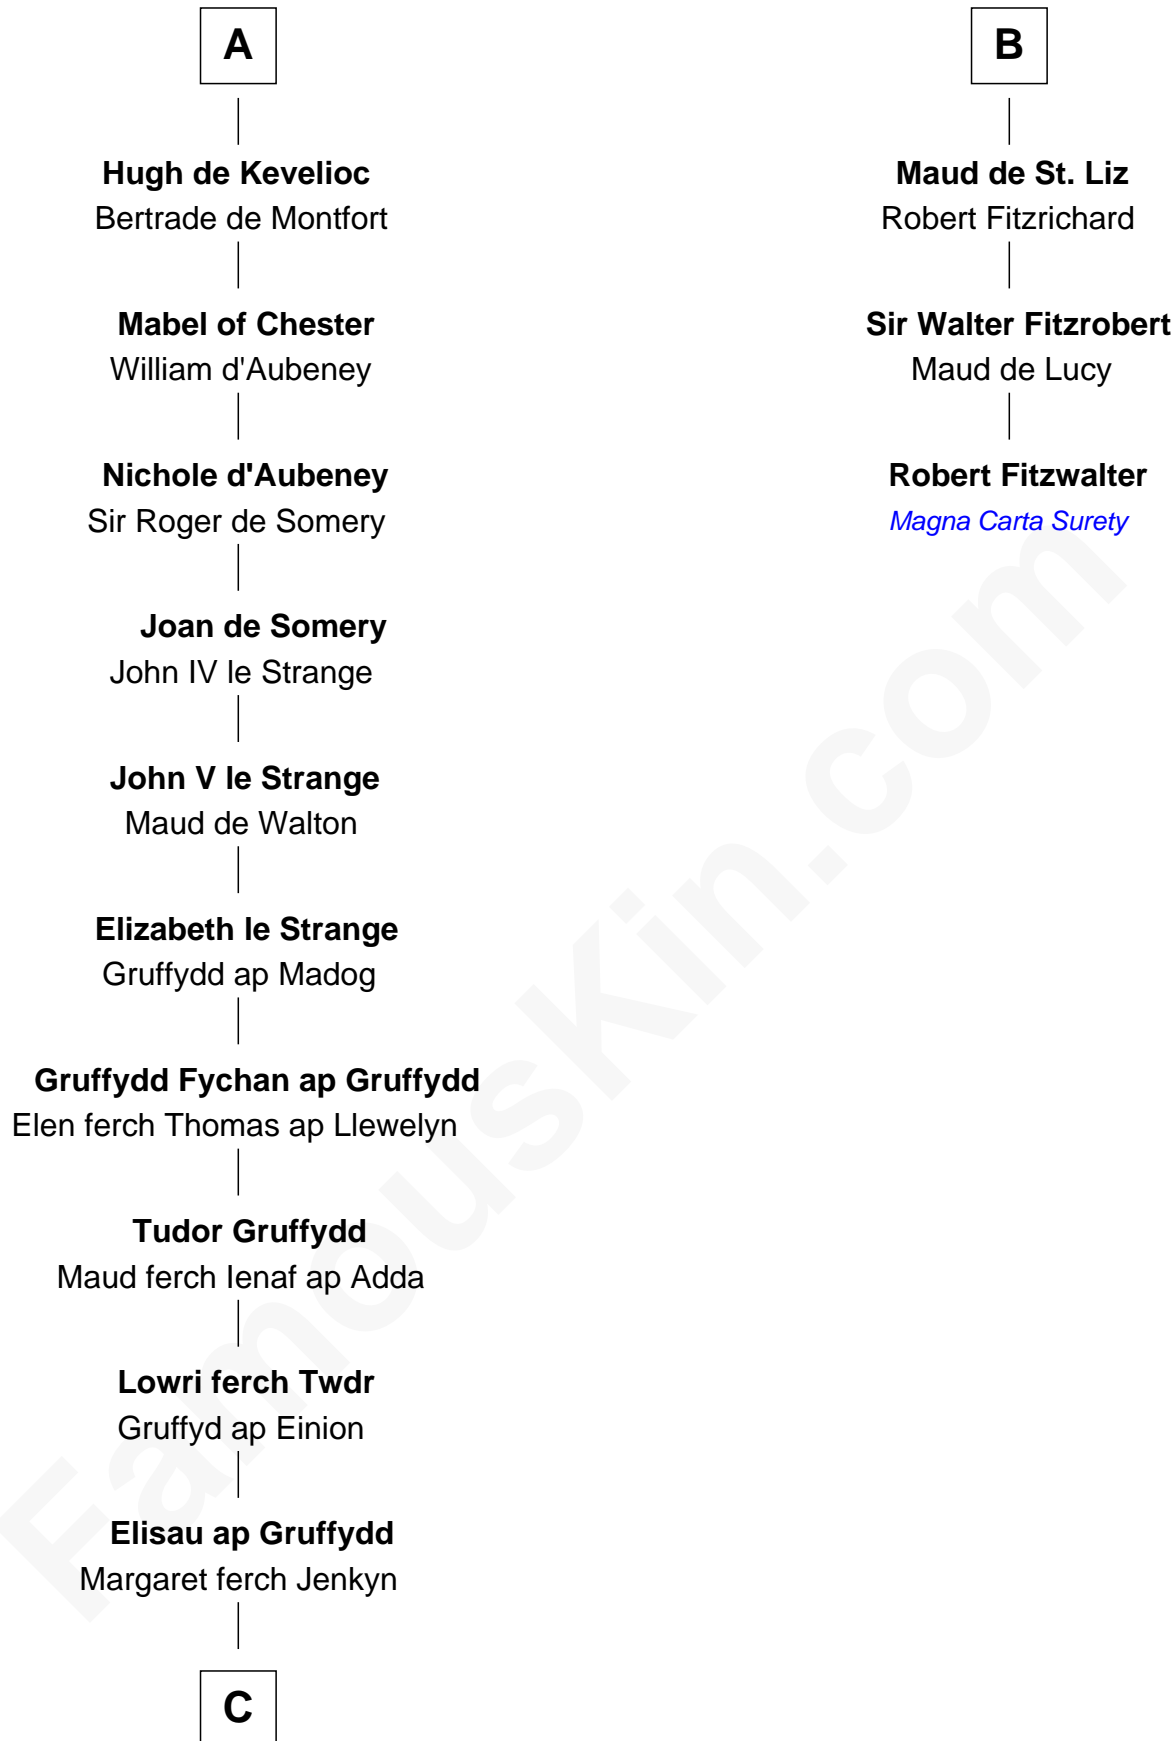 A
Hugh de Kevelioc
Bertrade de Montfort
Mabel of Chester
William d'Aubeney
Nichole d'Aubeney
Sir Roger de Somery
Joan de Somery
John IV le Strange
John V le Strange
Maud de Walton
Elizabeth le Strange
Gruffydd ap Madog
Gruffydd Fychan ap Gruffydd
Elen ferch Thomas ap Llewelyn
Tudor Gruffydd
Maud ferch Ienaf ap Adda
Lowri ferch Twdr
Gruffyd ap Einion
Elisau ap Gruffydd
Margaret ferch Jenkyn
C
B
Maud de St. Liz
Robert Fitzrichard
Sir Walter Fitzrobert
Maud de Lucy
Robert Fitzwalter
Magna Carta Surety
FamousKin.com